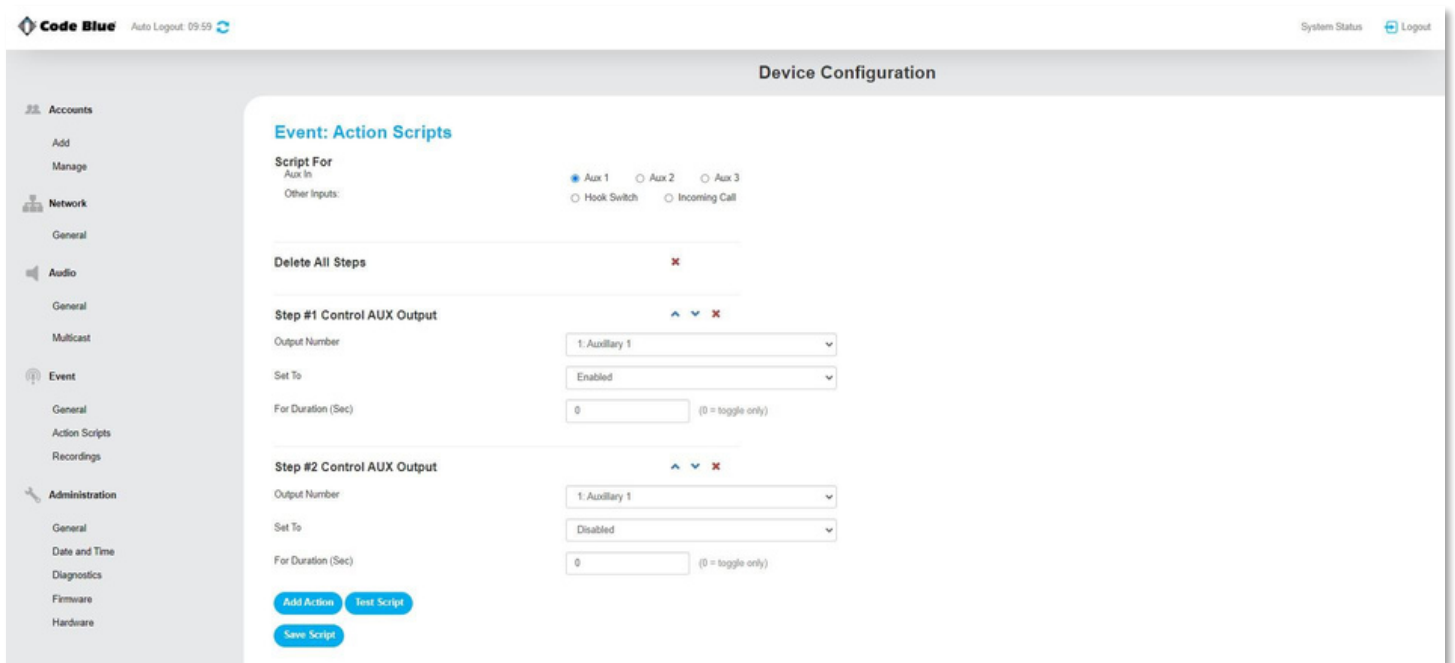 Code Blue Auto Logout: 09:59 System Status Logout
Device Configuration
Accounts
Add
Manage
Network
General
Audio
General
Multicast
Event
General
Action Scripts
Recordings
Administration
General
Date and Time
Diagnostics
Firmware
Hardware
Event: Action Scripts
Script For
Aux In Aux 1 Aux 2 Aux 3
Other Inputs: Hook Switch Incoming Call
Delete All Steps
Step #1 Control AUX Output
Output Number 1: Auxillary 1
Set To Enabled
For Duration (Sec) 0 (0 = toggle only)
Step #2 Control AUX Output
Output Number 1: Auxillary 1
Set To Disabled
For Duration (Sec) 0 (0 = toggle only)
Add Action Test Script
Save Script